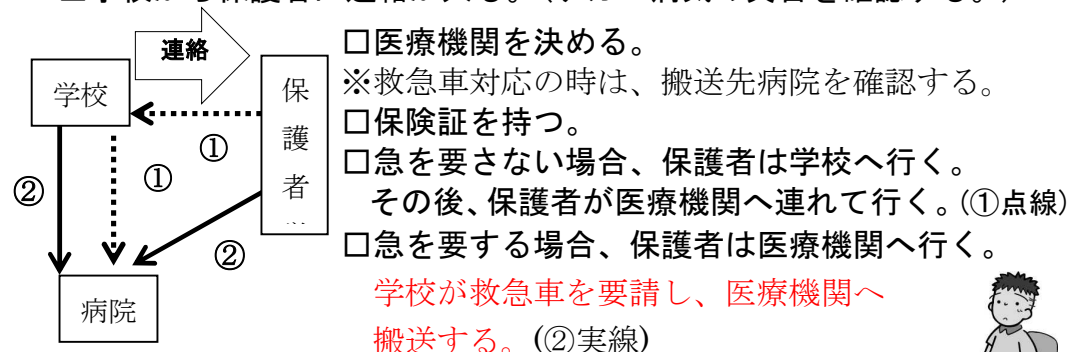 連絡
学校
①
①
②
②
病院
保
護
者
□医療機関を決める。
※救急車対応の時は、搬送先病院を確認する。
□保険証を持つ。
□急を要さない場合、保護者は学校へ行く。
その後、保護者が医療機関へ連れて行く。(①点線)
□急を要する場合、保護者は医療機関へ行く。
学校が救急車を要請し、医療機関へ
搬送する。(②実線)